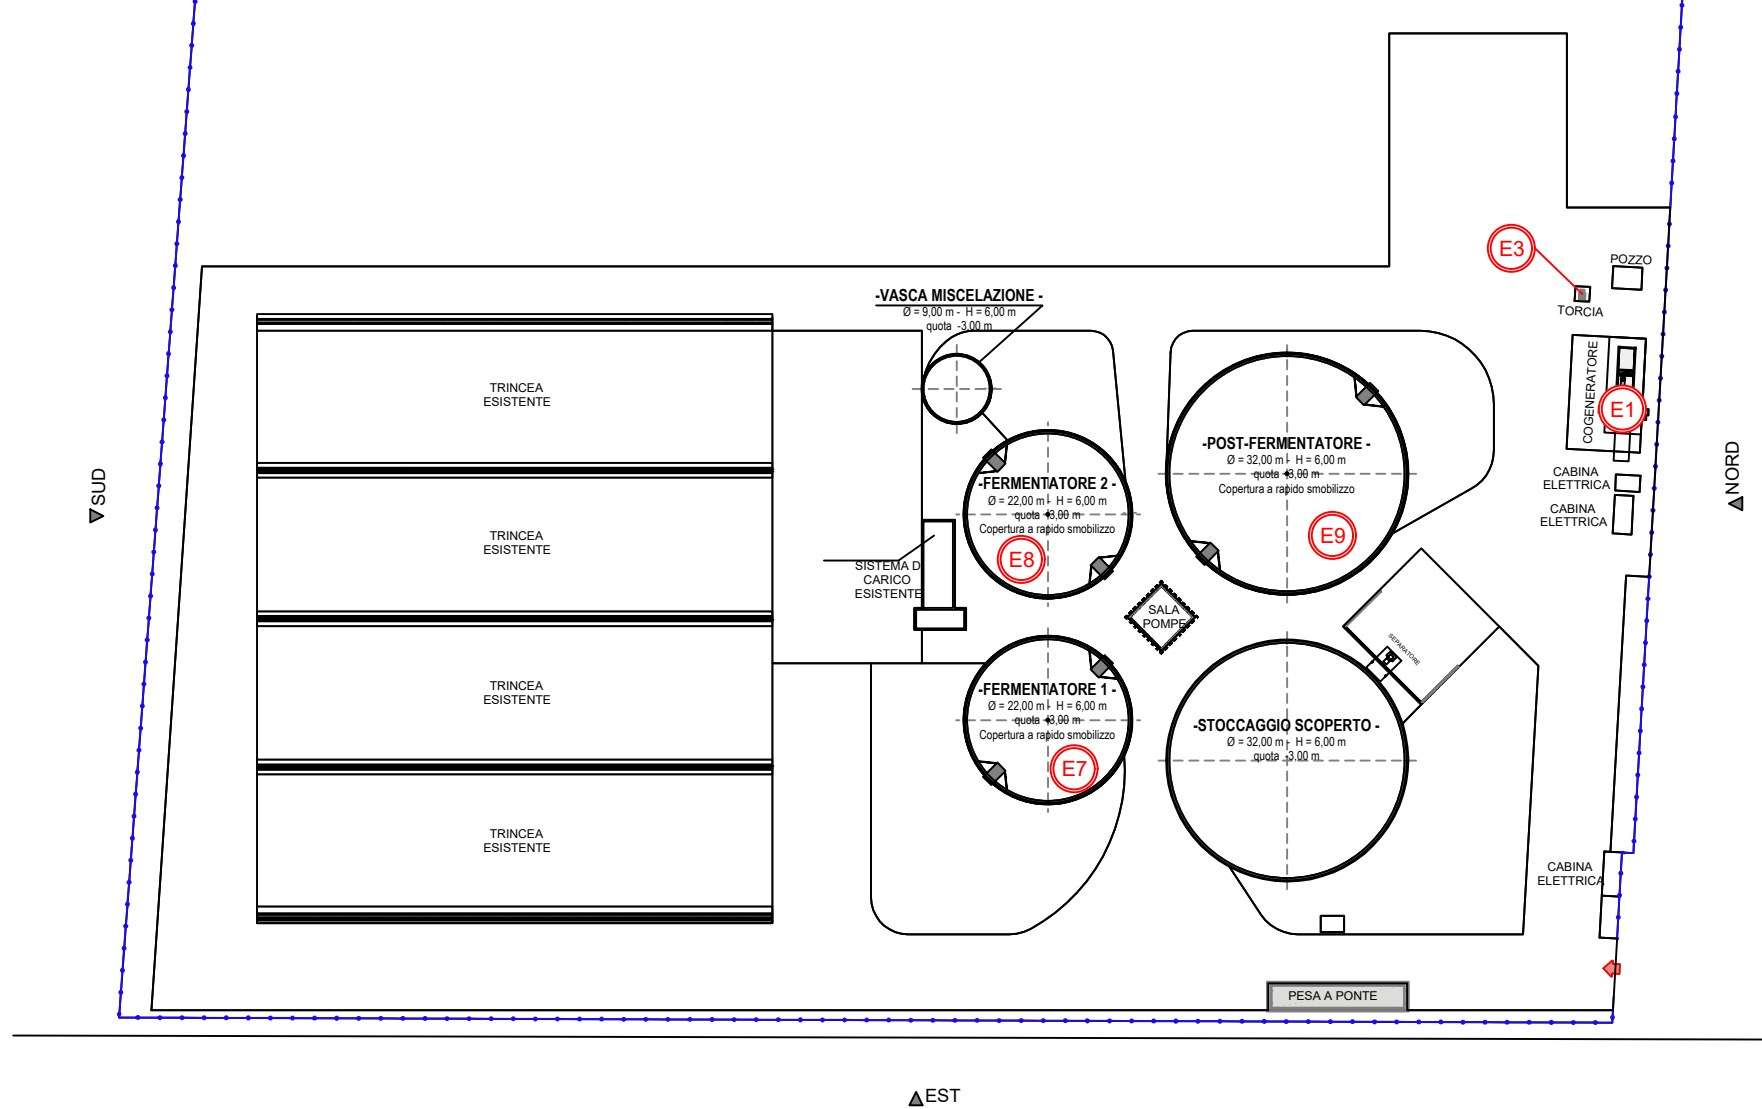 E3
POZZO
TORCIA
-VASCA MISCELAZIONE -
Ø = 9,00 m - H = 6,00 m
quota -3,00 m
COGENERATORE
E1
TRINCEA
ESISTENTE
-POST-FERMENTATORE -
Ø = 32,00 m - H = 6,00 m
quota -3,00 m
Copertura a rapido smobilizzo
E9
-FERMENTATORE 2 -
Ø = 22,00 m - H = 6,00 m
quota -3,00 m
Copertura a rapido smobilizzo
E8
CABINA
ELETTRICA
CABINA
ELETTRICA
SUD
NORD
TRINCEA
ESISTENTE
SISTEMA DI
CARICO
ESISTENTE
SALA
POMPE
SEPARATORE
TRINCEA
ESISTENTE
-FERMENTATORE 1 -
Ø = 22,00 m - H = 6,00 m
quota -3,00 m
Copertura a rapido smobilizzo
E7
-STOCCAGGIO SCOPERTO -
Ø = 32,00 m - H = 6,00 m
quota -3,00 m
TRINCEA
ESISTENTE
CABINA
ELETTRICA
PESA A PONTE
EST